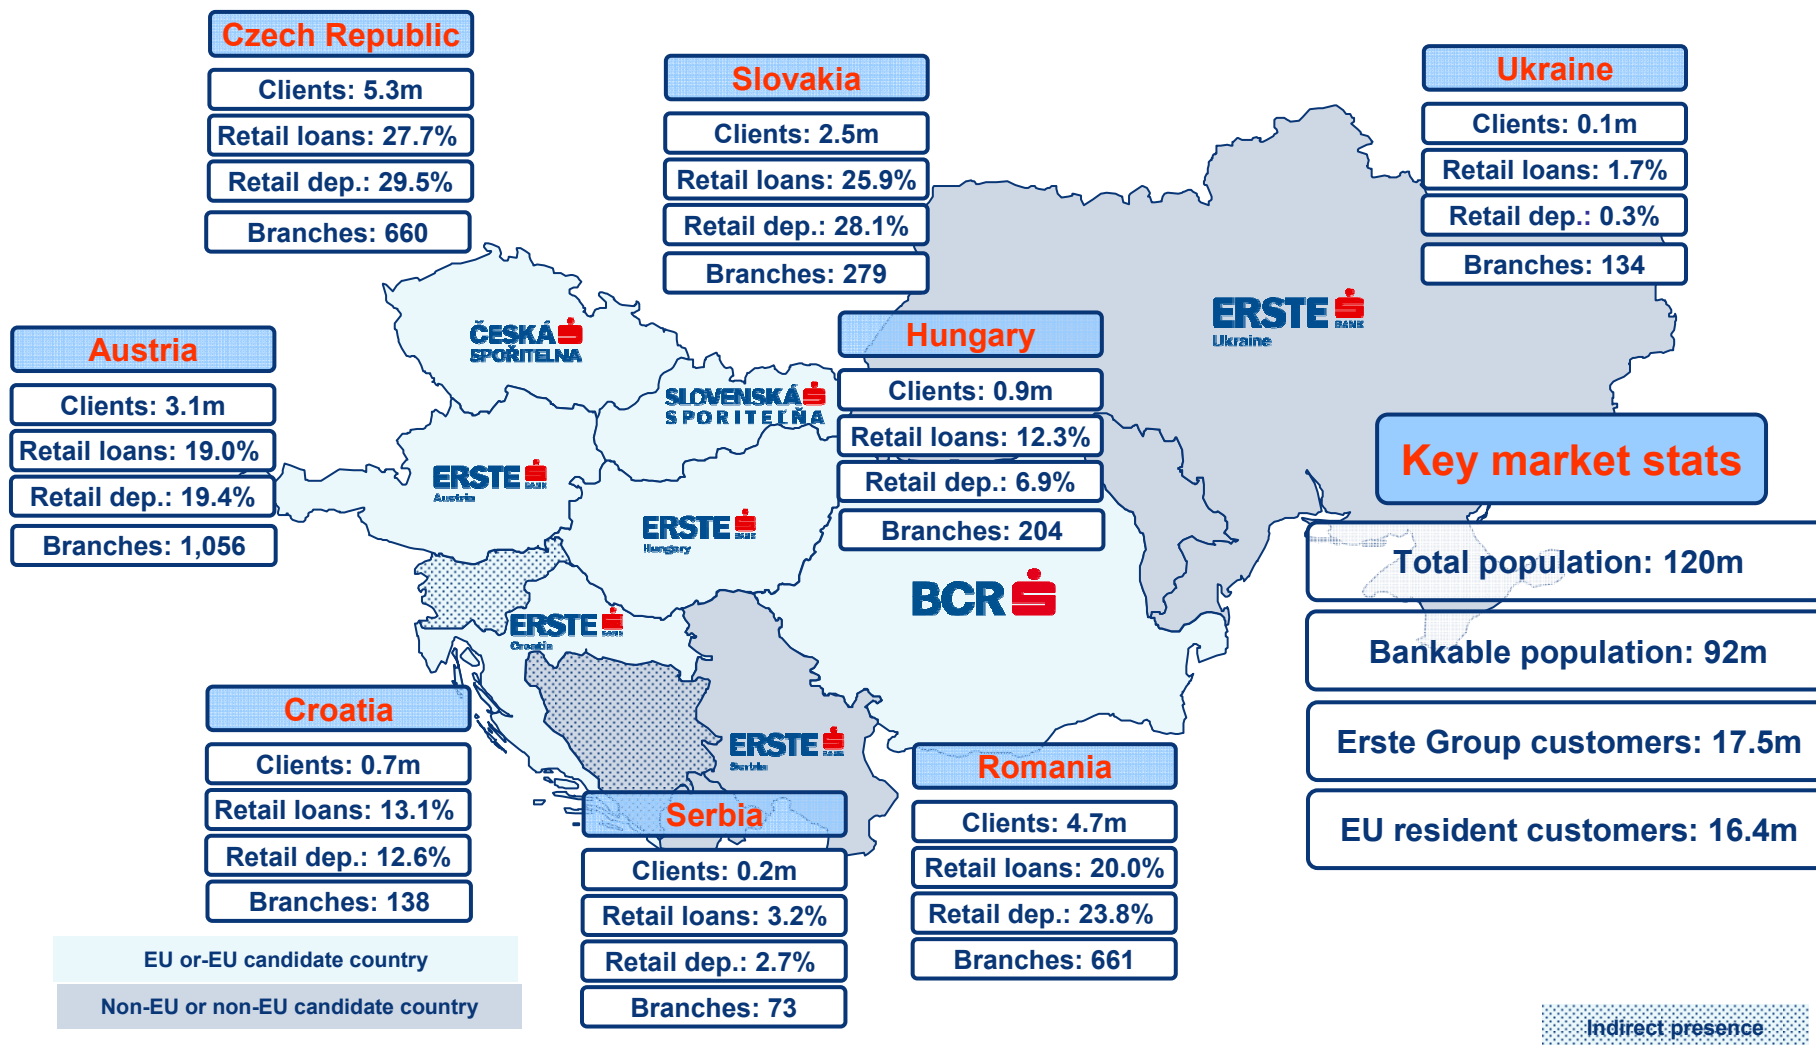 Czech Republic
Clients: 5.3m
Retail loans: 27.7%
Retail dep.: 29.5%
Branches: 660
Slovakia
Clients: 2.5m
Retail loans: 25.9%
Retail dep.: 28.1%
Branches: 279
Ukraine
Clients: 0.1m
Retail loans: 1.7%
Retail dep.: 0.3%
Branches: 134
Austria
Clients: 3.1m
Retail loans: 19.0%
Retail dep.: 19.4%
Branches: 1,056
Hungary
Clients: 0.9m
Retail loans: 12.3%
Retail dep.: 6.9%
Branches: 204
ČESKÁ
SPOŘITELNA
SLOVENSKÁ
SPORITEĽŇA
ERSTE BANK
Ukraine
ERSTE BANK
Austria
ERSTE BANK
Hungary
ERSTE BANK
Croatia
BCR
ERSTE BANK
Serbia
Key market stats
Total population: 120m
Bankable population: 92m
Erste Group customers: 17.5m
EU resident customers: 16.4m
Croatia
Clients: 0.7m
Retail loans: 13.1%
Retail dep.: 12.6%
Branches: 138
Serbia
Clients: 0.2m
Retail loans: 3.2%
Retail dep.: 2.7%
Branches: 73
Romania
Clients: 4.7m
Retail loans: 20.0%
Retail dep.: 23.8%
Branches: 661
EU or-EU candidate country
Non-EU or non-EU candidate country
Indirect presence